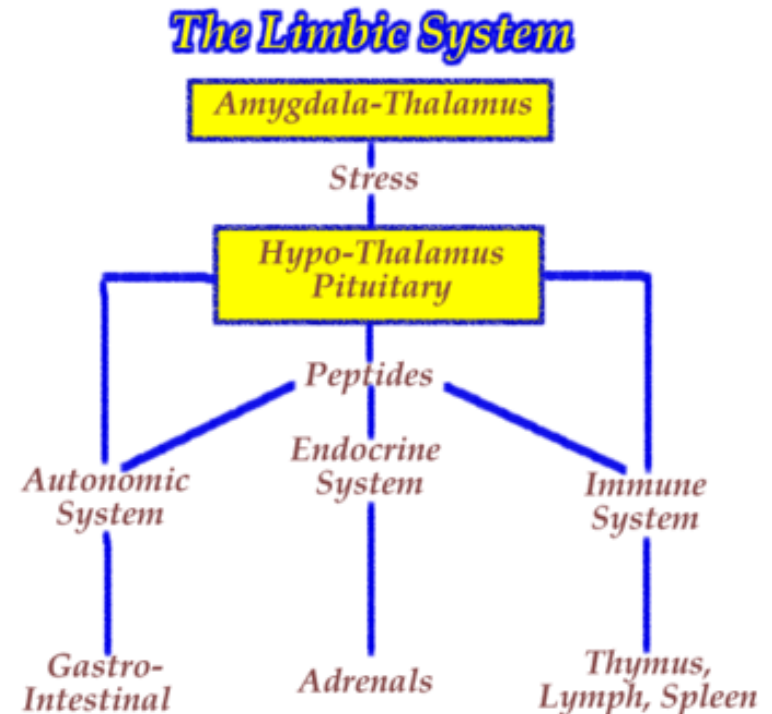 The Limbic System
Amygdala-Thalamus
Stress
Hypo-Thalamus
Pituitary
Peptides
Autonomic
System
Endocrine
System
Immune
System
Gastro-
Intestinal
Adrenals
Thymus,
Lymph, Spleen